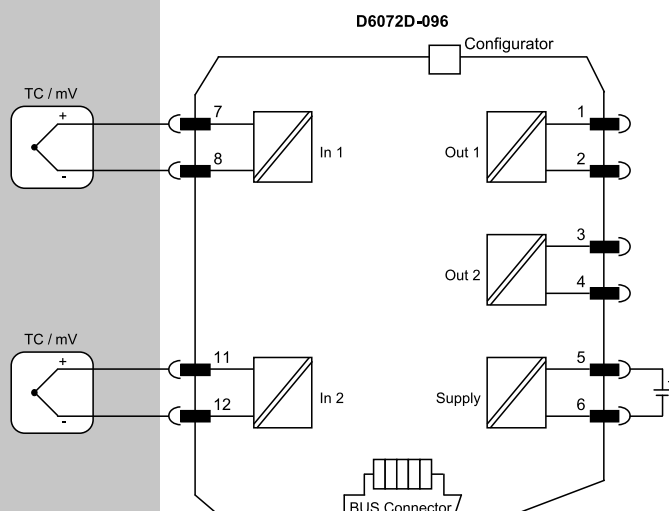 D6072D-096
Configurator
TC / mV
+
-
7
8
In 1
Out 1
1
2
Out 2
3
4
TC / mV
+
-
11
12
In 2
Supply
5
6
BUS Connector